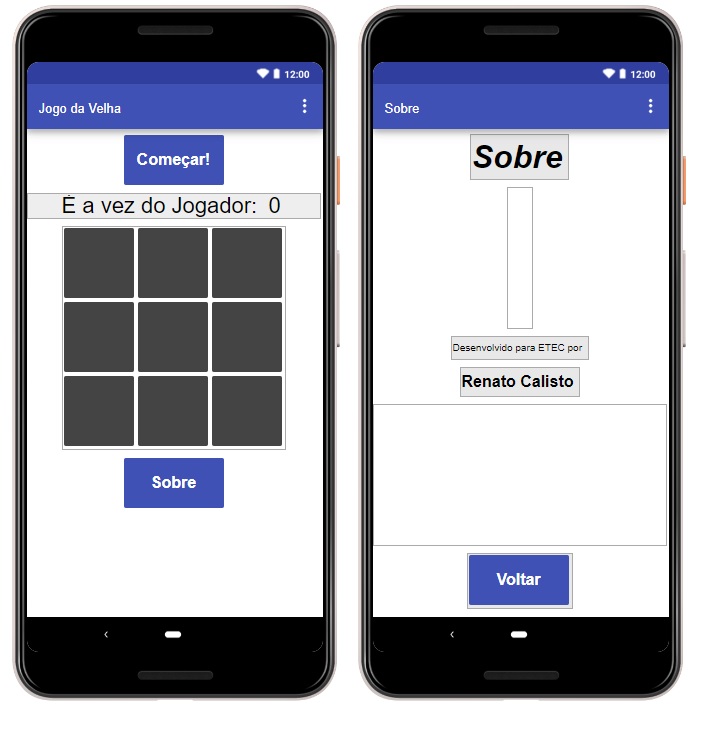 12:00
Jogo da Velha
Começar!
É a vez do Jogador: 0
Sobre
12:00
Sobre
Sobre
Desenvolvido para ETEC por
Renato Calisto
Voltar